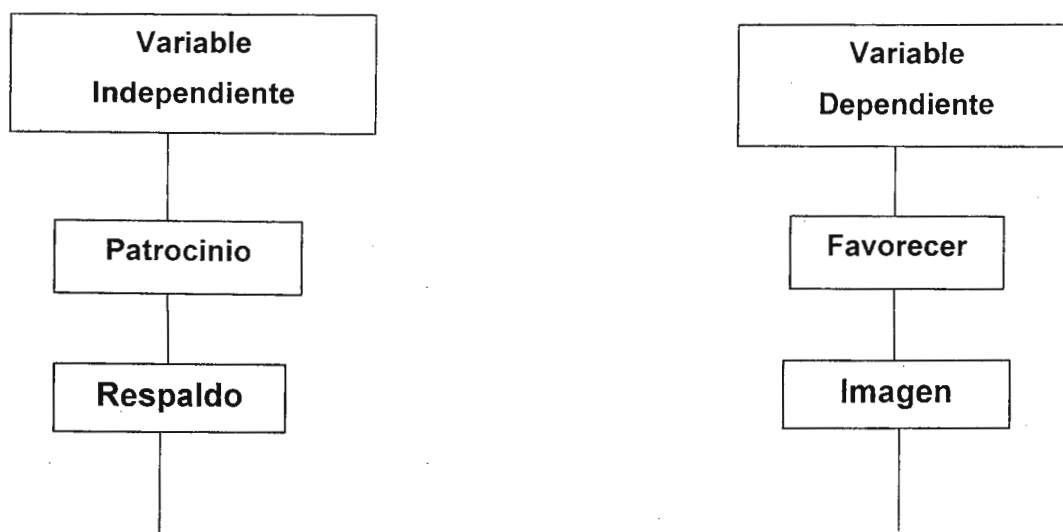 Variable
Independiente
Patrocinio
Respaldo
Variable
Dependiente
Favorecer
Imagen